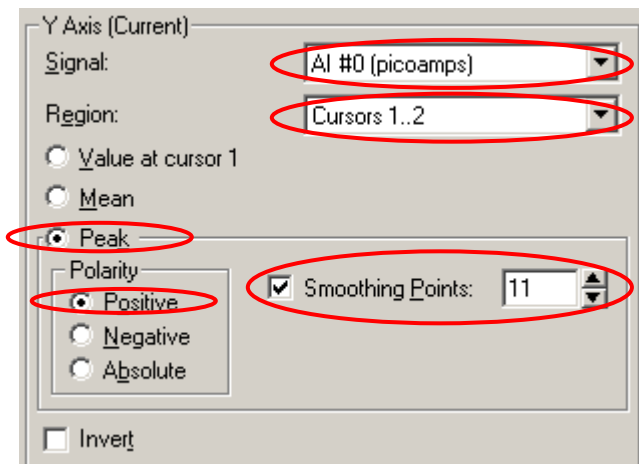 Y Axis (Current)
Signal: AI #0 (picoamps)
Region: Cursors 1..2
Value at cursor 1
Mean
Peak
Polarity
Positive
Smoothing Points: 11
Negative
Absolute
Invert